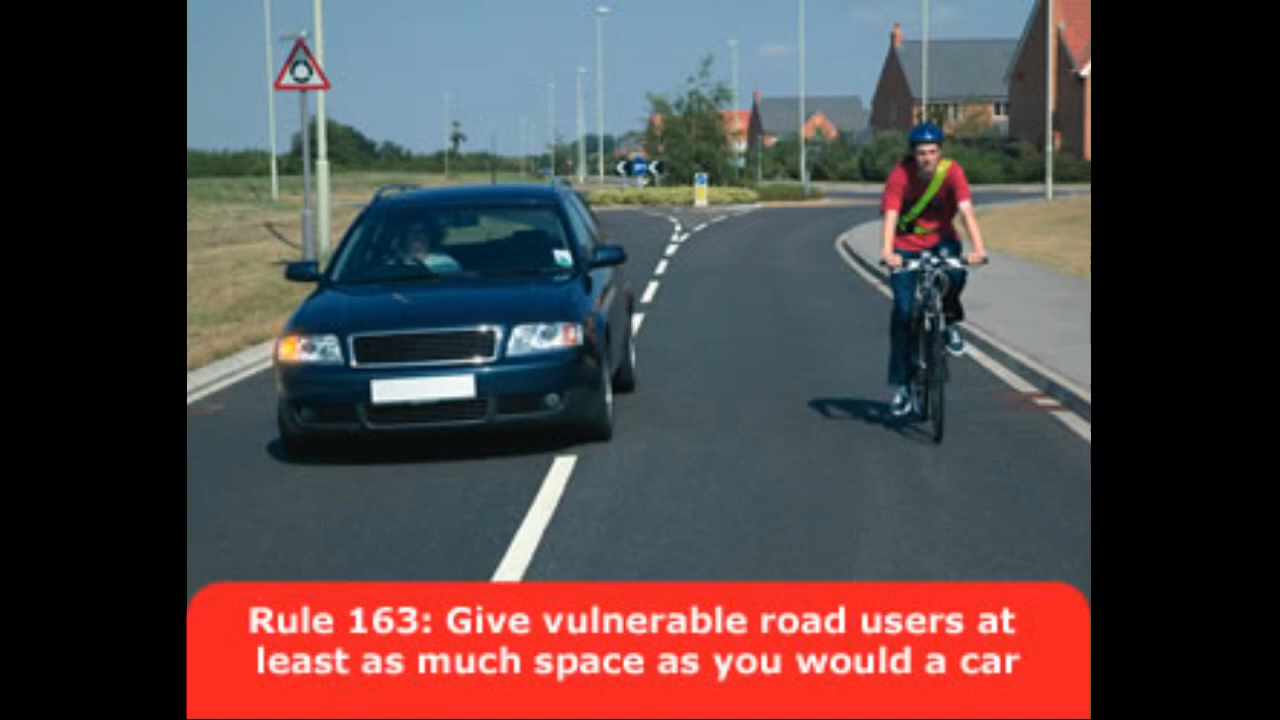 Rule 163: Give vulnerable road users at
least as much space as you would a car